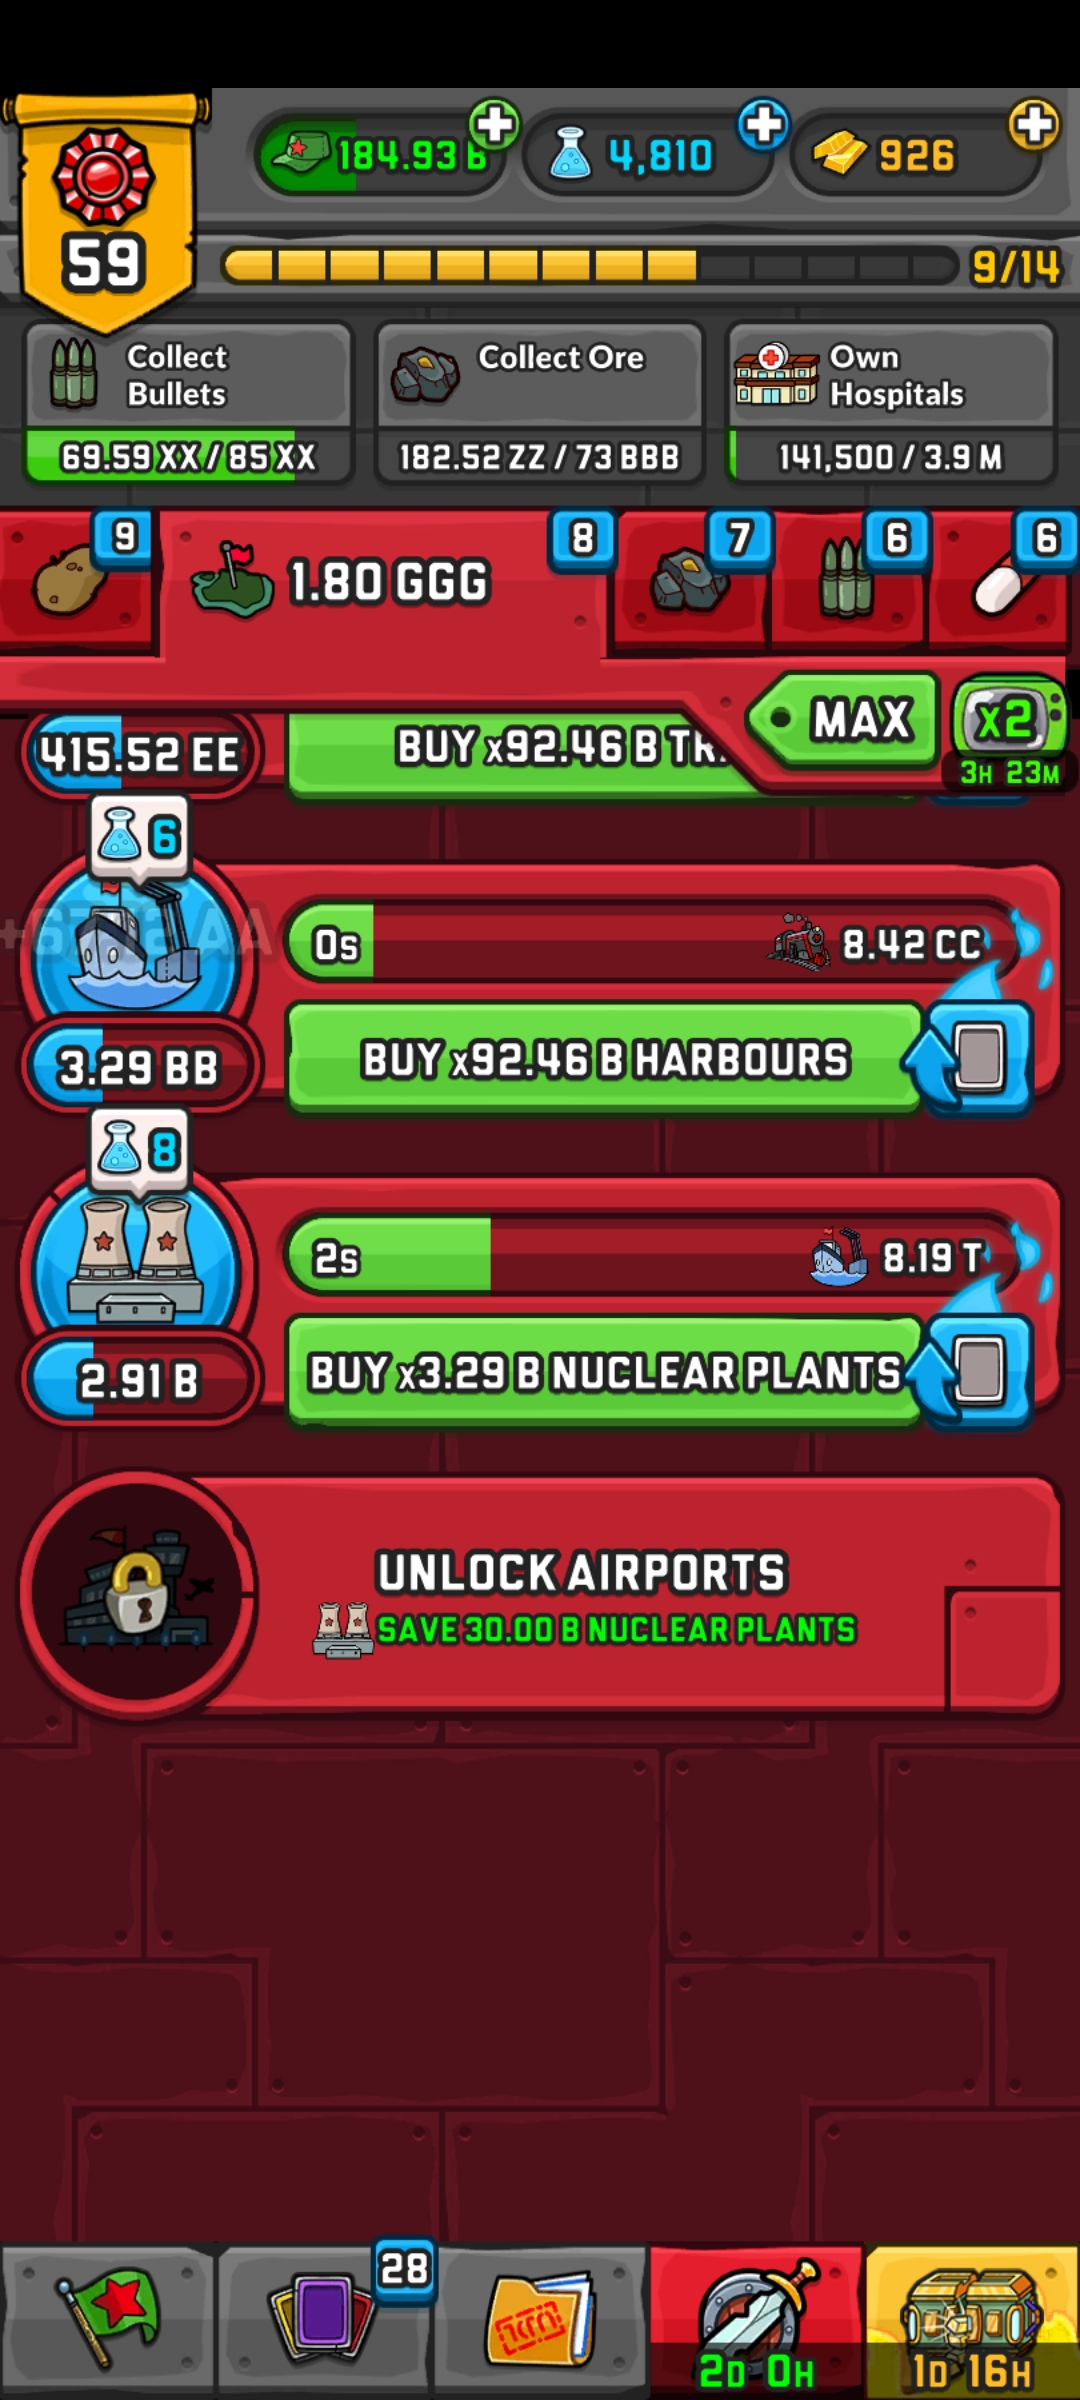 184.93 B
4,810
926
59
9/14
Collect
Bullets
69.59 XX / 85 XX
Collect Ore
182.52 ZZ / 73 BBB
Own
Hospitals
141,500 / 3.9 M
9
1.80 GGG
8
7
6
6
MAX
x2
3H 23M
415.52 EE
BUY x92.46 B
6
0s
8.42 CC
3.29 BB
BUY x92.46 B HARBOURS
8
2s
8.19 T
2.91 B
BUY x3.29 B NUCLEAR PLANTS
UNLOCK AIRPORTS
SAVE 30.00 B NUCLEAR PLANTS
28
2D 0H
1D 16H